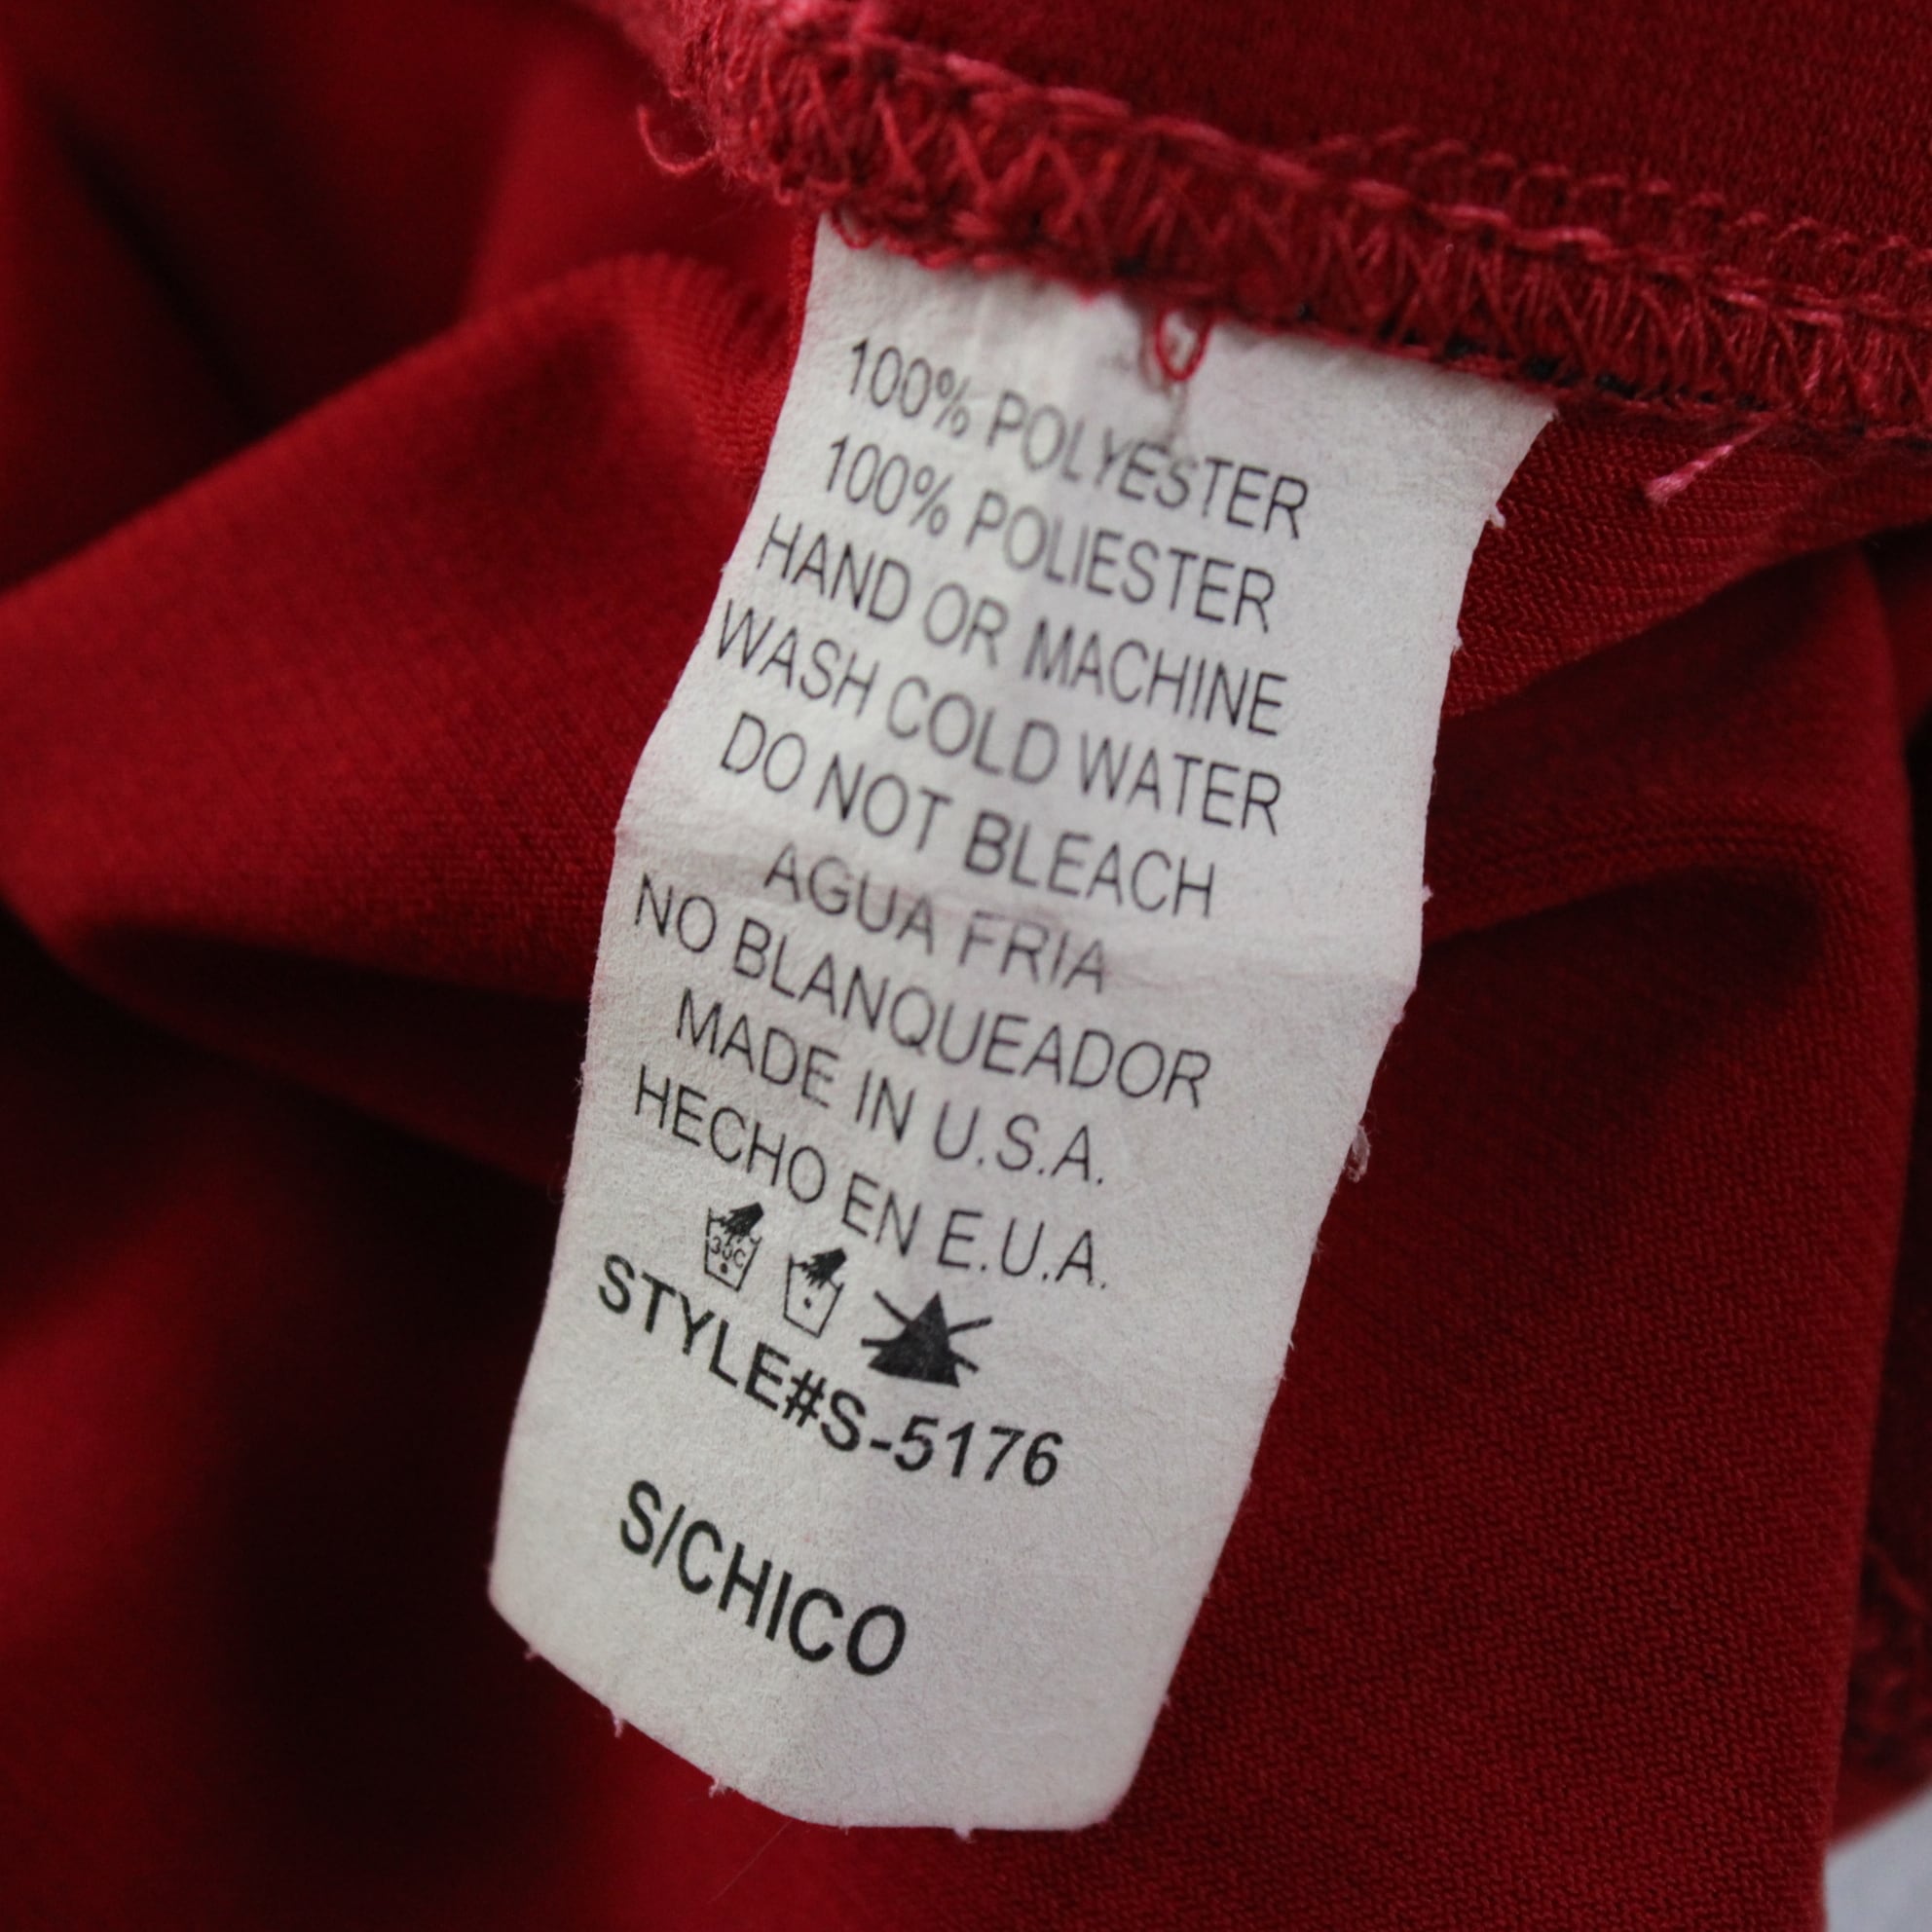 100% POLYESTER
100% POLIESTER
HAND OR MACHINE
WASH COLD WATER
DO NOT BLEACH
AGUA FRIA
NO BLANQUEADOR
MADE IN U.S.A.
HECHO EN E.U.A.
30C
STYLE#S-5176
S/CHICO